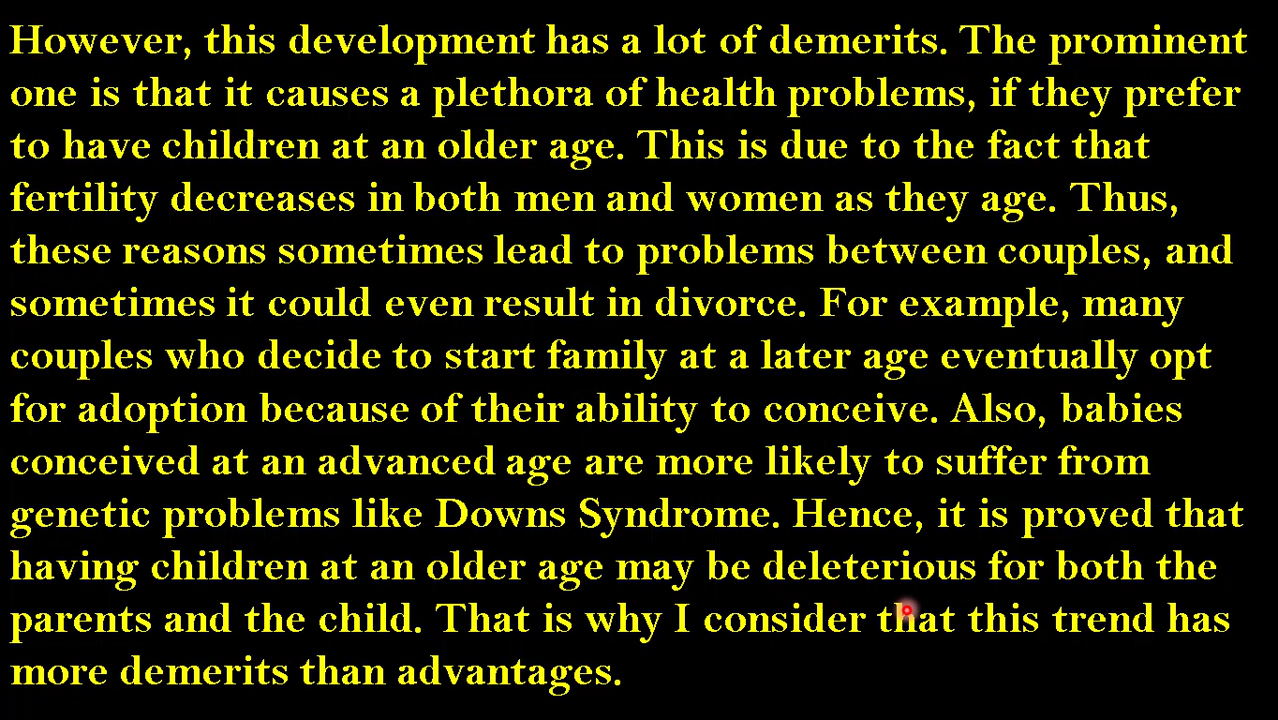 However, this development has a lot of demerits. The prominent
one is that it causes a plethora of health problems, if they prefer
to have children at an older age. This is due to the fact that
fertility decreases in both men and women as they age. Thus,
these reasons sometimes lead to problems between couples, and
sometimes it could even result in divorce. For example, many
couples who decide to start family at a later age eventually opt
for adoption because of their ability to conceive. Also, babies
conceived at an advanced age are more likely to suffer from
genetic problems like Downs Syndrome. Hence, it is proved that
having children at an older age may be deleterious for both the
parents and the child. That is why I consider that this trend has
more demerits than advantages.